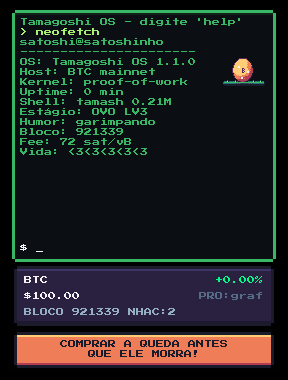 Tamagoshi OS - digite 'help'
> neofetch
satoshi@satoshinho
-----------------------
OS: Tamagoshi OS 1.1.0
Host: BTC mainnet
Kernel: proof-of-work
Uptime: 0 min
Shell: tamash 0.21M
Estágio: OVO LV3
Humor: garimpando
Bloco: 921339
Fee: 72 sat/vB
Vida: <3<3<3<3<3
B
$ _
BTC +0.00%
$100.00 PRO:graf
BLOCO 921339 NHAC:2
COMPRAR A QUEDA ANTES
QUE ELE MORRA!